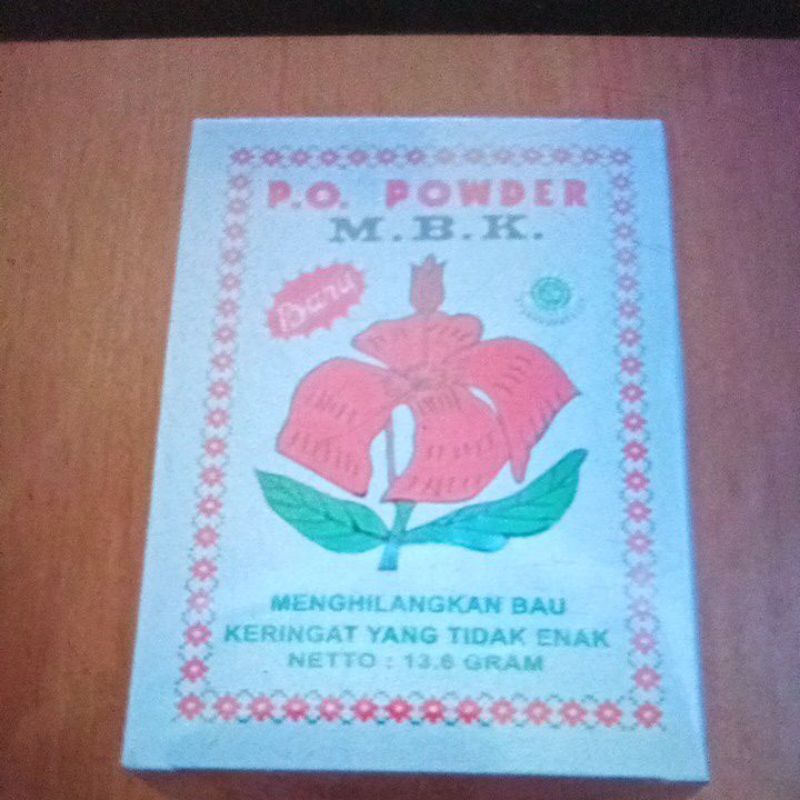 P.O. POWDER
M.B.K.
Baru
MENGHILANGKAN BAU
KERINGAT YANG TIDAK ENAK
NETTO : 13.6 GRAM